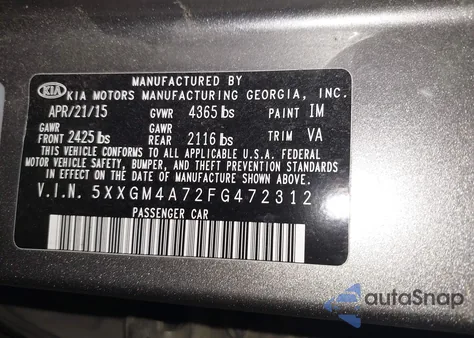 MANUFACTURED BY
KIA KIA MOTORS MANUFACTURING GEORGIA, INC.
APR/21/15 GVWR 4365 lbs PAINT IM
GAWR FRONT 2425 lbs GAWR REAR 2116 lbs TRIM VA
THIS VEHICLE CONFORMS TO ALL APPLICABLE U.S.A. FEDERAL
MOTOR VEHICLE SAFETY, BUMPER, AND THEFT PREVENTION STANDARDS
IN EFFECT ON THE DATE OF MANUFACTURE SHOWN ABOVE.
V.I.N. 5XXGM4A72FG472312
PASSENGER CAR
autoSnap